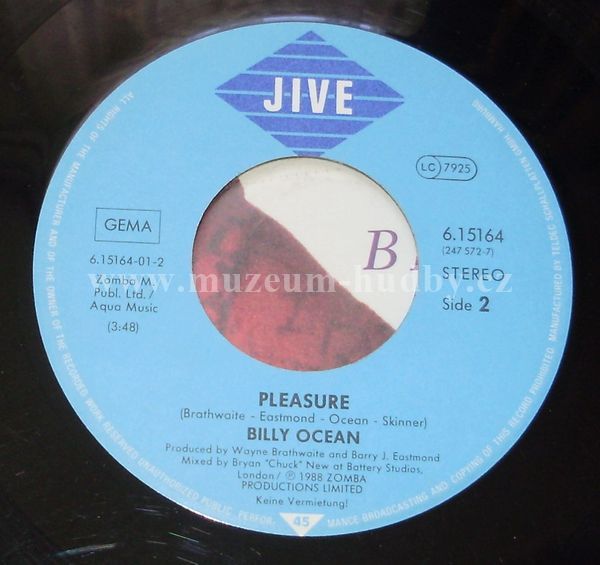 JIVE
LC 7925
GEMA
6.15164-01-2
Zomba M.
Publ. Ltd./
Aqua Music
(3:48)
6.15164
(247 572-7)
STEREO
Side 2
B
www.muzeum-hudby.cz
PLEASURE
(Brathwaite - Eastmond - Ocean - Skinner)
BILLY OCEAN
Produced by Wayne Brathwaite and Barry J. Eastmond
Mixed by Bryan "Chuck" New at Battery Studios,
London/ Ⓟ 1988 ZOMBA
PRODUCTIONS LIMITED
Keine Vermietung!
45
ALL RIGHTS OF THE MANUFACTURER AND OF THE OWNER OF THE RECORDED WORK RESERVED UNAUTHORIZED PUBLIC PERFOR-MANCE BROADCASTING AND COPYING OF THIS RECORD PROHIBITED MANUFACTURED BY TELDEC SCHALLPLATTEN GMBH HAMBURG